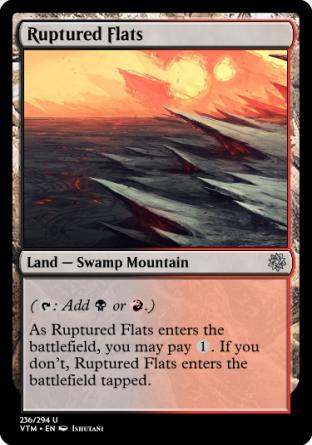 Ruptured Flats
Land — Swamp Mountain
( : Add or .)
As Ruptured Flats enters the
battlefield, you may pay 1. If you
don't, Ruptured Flats enters the
battlefield tapped.
236/294 U
VTM • EN Ishutani